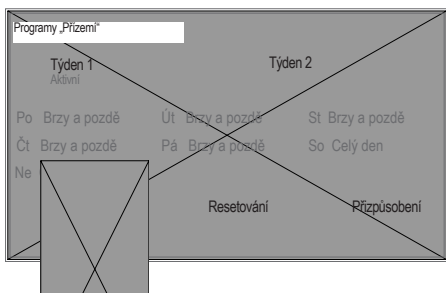 Programy „Přízemí“
Týden 1 Týden 2
Aktivní
Po Brzy a pozdě Út Brzy a pozdě St Brzy a pozdě
Čt Brzy a pozdě Pá Brzy a pozdě So Celý den
Ne
Resetování Přizpůsobení